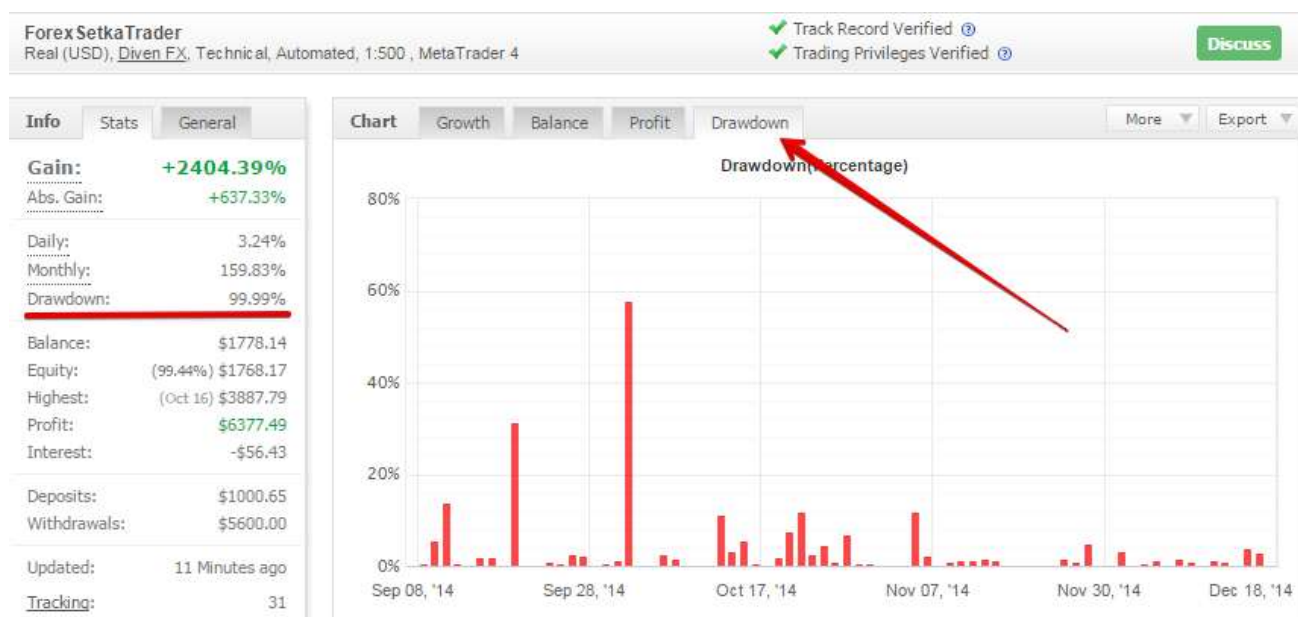 Forex SetkaTrader
Real (USD), Diven FX, Technical, Automated, 1:500 , MetaTrader 4
Track Record Verified
Trading Privileges Verified
Discuss
Info Stats General
Gain: +2404.39%
Abs. Gain: +637.33%
Daily: 3.24%
Monthly: 159.83%
Drawdown: 99.99%
Balance: $1778.14
Equity: (99.44%) $1768.17
Highest: (Oct 16) $3887.79
Profit: $6377.49
Interest: -$56.43
Deposits: $1000.65
Withdrawals: $5600.00
Updated: 11 Minutes ago
Tracking: 31
Chart Growth Balance Profit Drawdown
More Export
Drawdown(Percentage)
80%
60%
40%
20%
0%
Sep 08, '14 Sep 28, '14 Oct 17, '14 Nov 07, '14 Nov 30, '14 Dec 18, '14